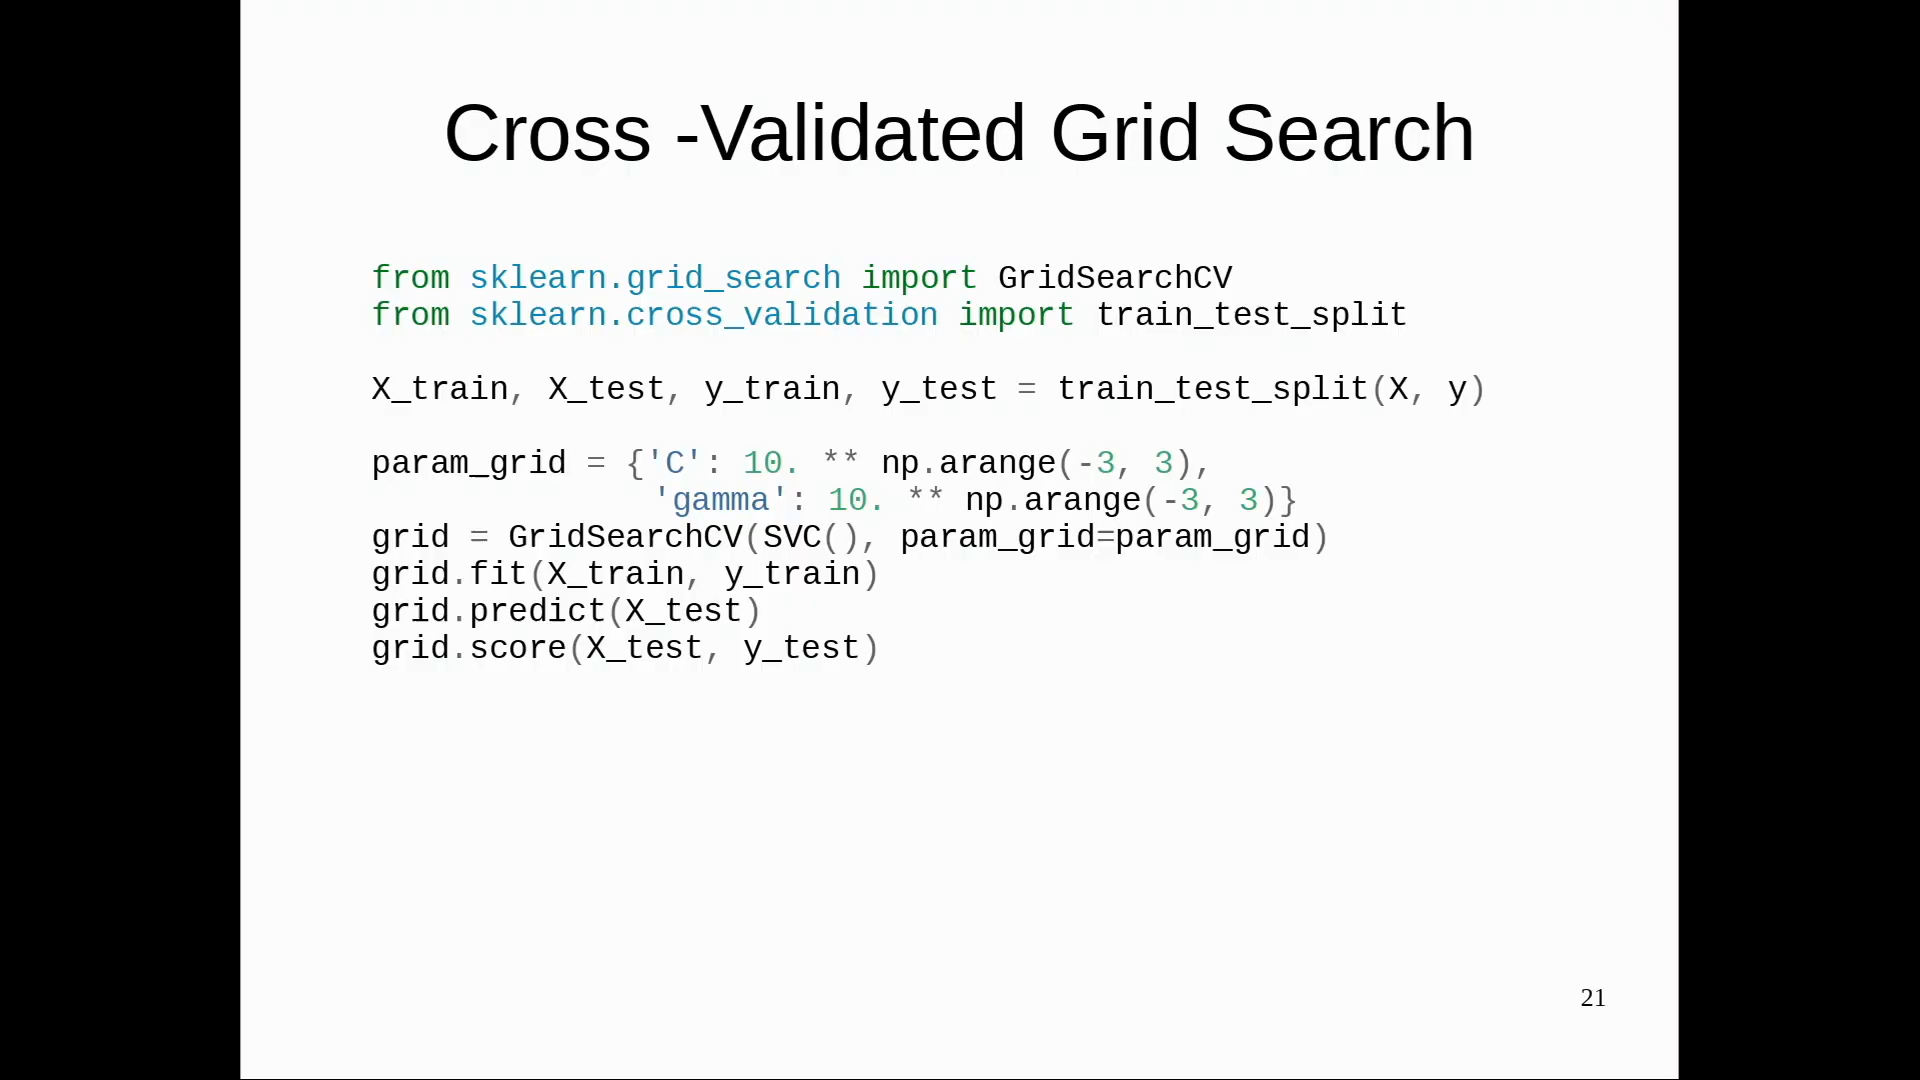 Cross -Validated Grid Search
from sklearn.grid_search import GridSearchCV
from sklearn.cross_validation import train_test_split
X_train, X_test, y_train, y_test = train_test_split(X, y)
param_grid = {'C': 10. ** np.arange(-3, 3),
'gamma': 10. ** np.arange(-3, 3)}
grid = GridSearchCV(SVC(), param_grid=param_grid)
grid.fit(X_train, y_train)
grid.predict(X_test)
grid.score(X_test, y_test)
21